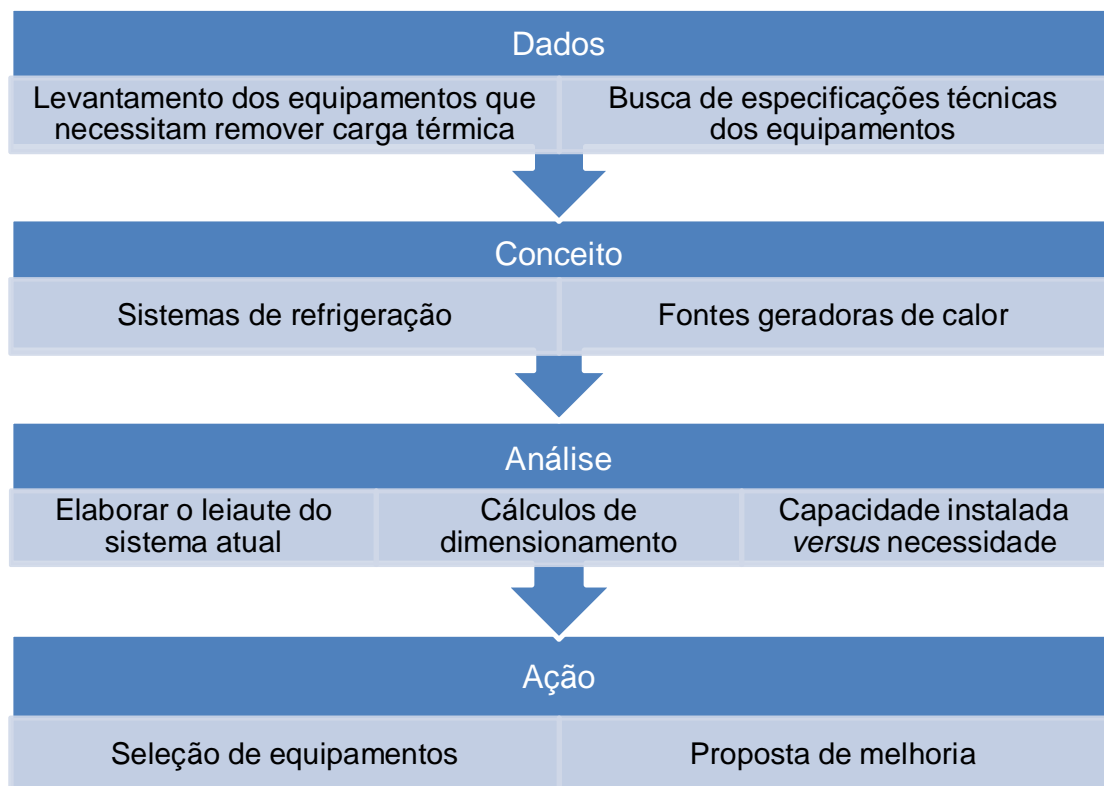 Dados
Levantamento dos equipamentos que
necessitam remover carga térmica
Busca de especificações técnicas
dos equipamentos
Conceito
Sistemas de refrigeração
Fontes geradoras de calor
Análise
Elaborar o leiaute do
sistema atual
Cálculos de
dimensionamento
Capacidade instalada
versus necessidade
Ação
Seleção de equipamentos
Proposta de melhoria